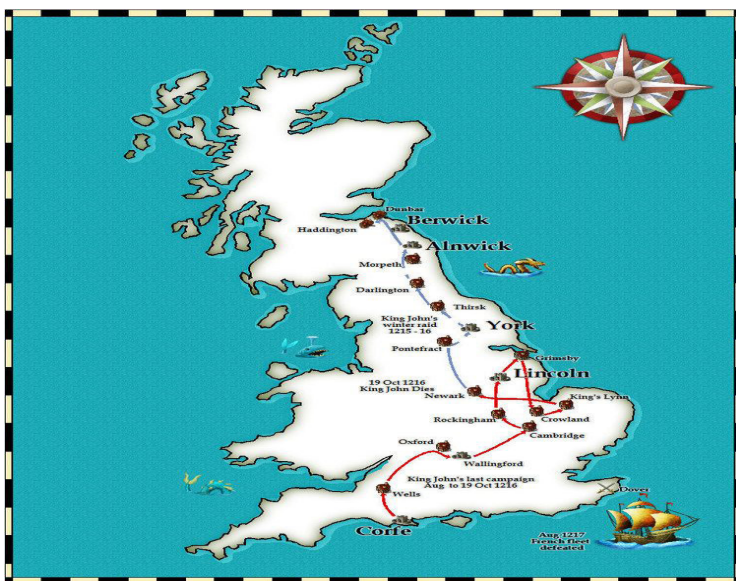 Dunbar
Berwick
Haddington
Alnwick
Morpeth
Darlington
Thirsk
King John's
winter raid
1215 - 16
York
Pontefract
Grimsby
Lincoln
19 Oct 1216
King John Dies
Newark
King's Lynn
Rockingham
Crowland
Cambridge
Oxford
Wallingford
King John's last campaign
Aug to 19 Oct 1216
Wells
Dover
Corfe
Aug 1217
French fleet
defeated